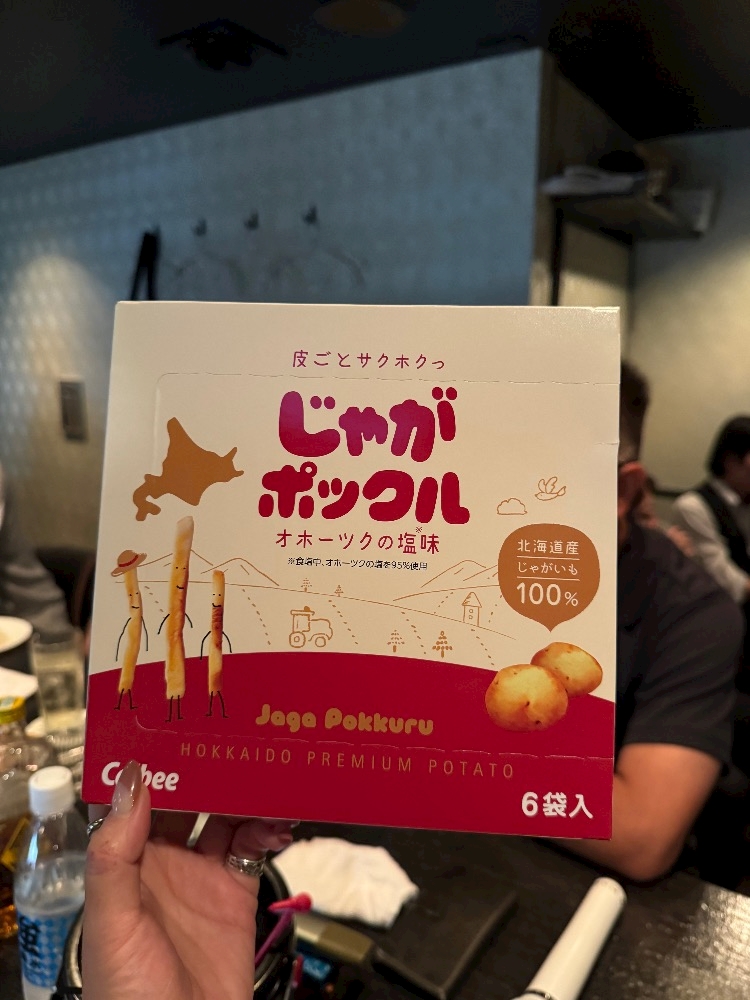 皮ごとサクホクっ
じゃが
ポックル
オホーツクの塩※味
※食塩中、オホーツクの塩を95%使用
北海道産
じゃがいも
100%
Jaga Pokkuru
HOKKAIDO PREMIUM POTATO
Calbee
6袋入